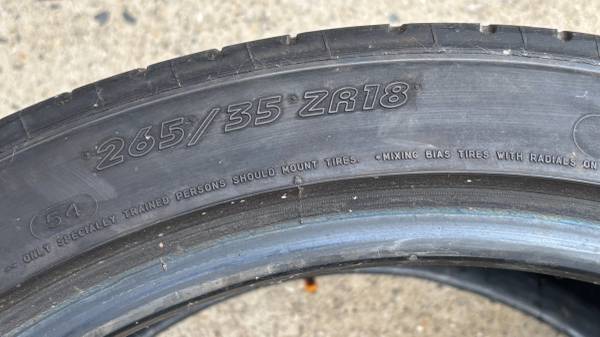 265/35 ZR18
54
ONLY SPECIALLY TRAINED PERSONS SHOULD MOUNT TIRES. •MIXING BIAS TIRES WITH RADIALS ON